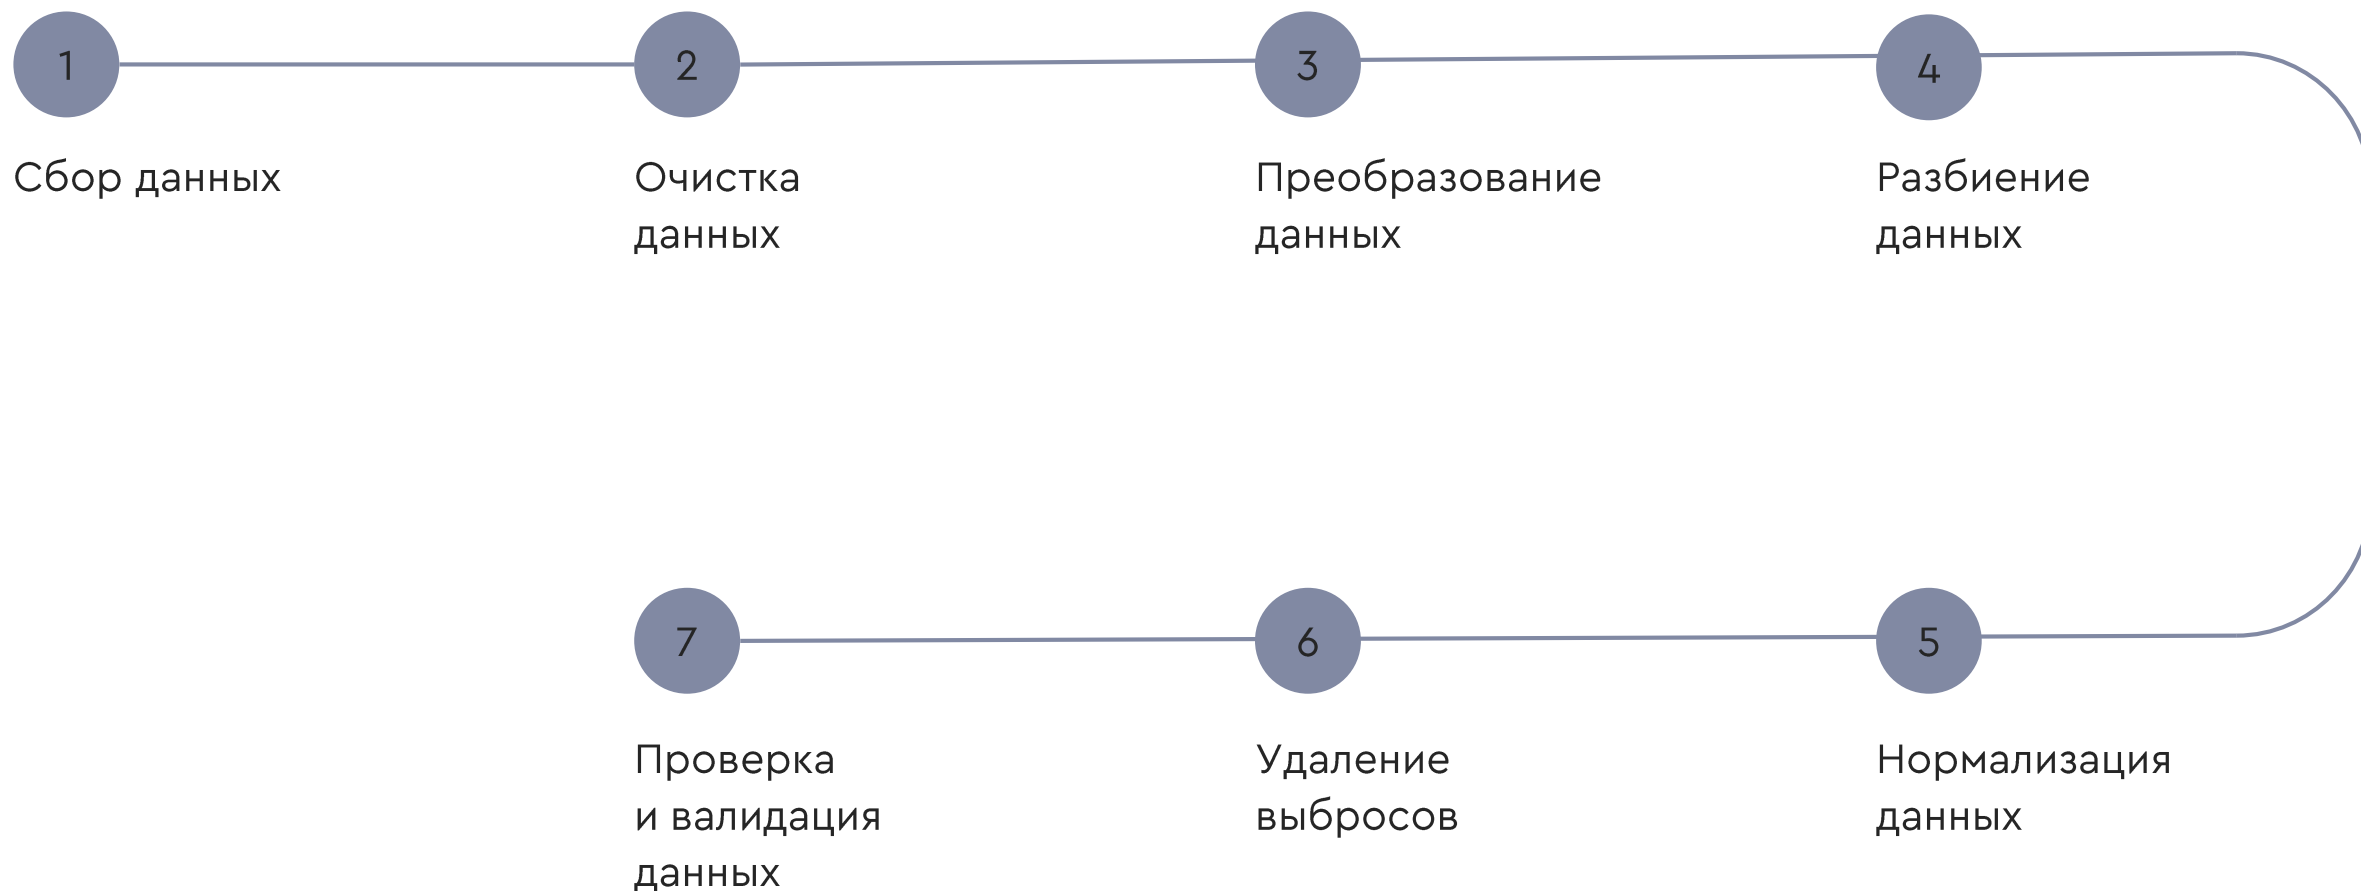 1
Сбор данных
2
Очистка
данных
3
Преобразование
данных
4
Разбиение
данных
5
Нормализация
данных
6
Удаление
выбросов
7
Проверка
и валидация
данных